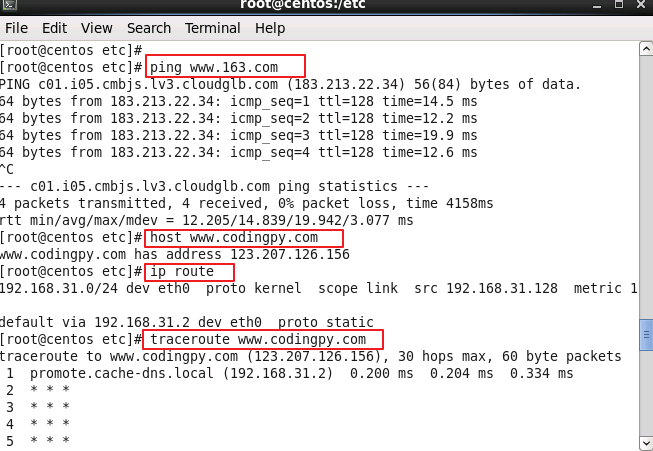 root@centos:/etc
File Edit View Search Terminal Help
[root@centos etc]#
[root@centos etc]# ping www.163.com
PING c01.i05.cmbjs.lv3.cloudglb.com (183.213.22.34) 56(84) bytes of data.
64 bytes from 183.213.22.34: icmp_seq=1 ttl=128 time=14.5 ms
64 bytes from 183.213.22.34: icmp_seq=2 ttl=128 time=12.2 ms
64 bytes from 183.213.22.34: icmp_seq=3 ttl=128 time=19.9 ms
64 bytes from 183.213.22.34: icmp_seq=4 ttl=128 time=12.6 ms
^C
--- c01.i05.cmbjs.lv3.cloudglb.com ping statistics ---
4 packets transmitted, 4 received, 0% packet loss, time 4158ms
rtt min/avg/max/mdev = 12.205/14.839/19.942/3.077 ms
[root@centos etc]# host www.codingpy.com
www.codingpy.com has address 123.207.126.156
[root@centos etc]# ip route
192.168.31.0/24 dev eth0  proto kernel  scope link  src 192.168.31.128  metric 1
default via 192.168.31.2 dev eth0  proto static
[root@centos etc]# traceroute www.codingpy.com
traceroute to www.codingpy.com (123.207.126.156), 30 hops max, 60 byte packets
1  promote.cache-dns.local (192.168.31.2)  0.200 ms  0.204 ms  0.334 ms
2  * * *
3  * * *
4  * * *
5  * * *